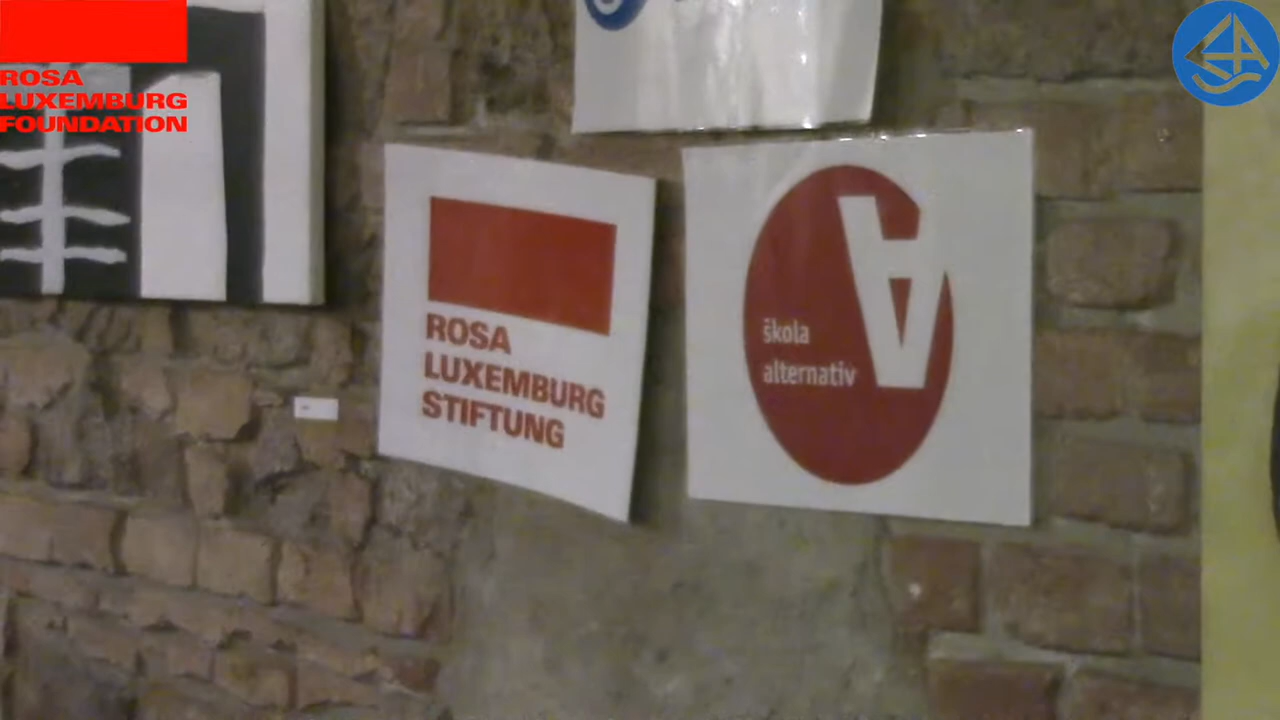 ROSA
LUXEMBURG
FOUNDATION
ROSA
LUXEMBURG
STIFTUNG
škola
alternativ